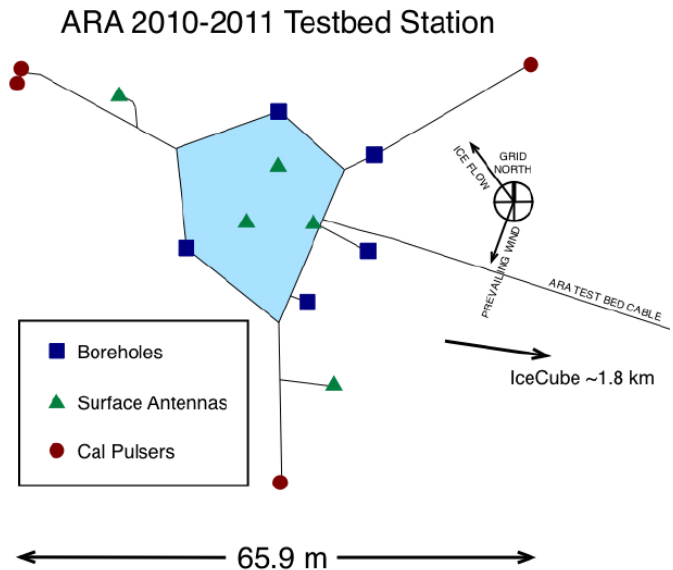 ARA 2010-2011 Testbed Station
GRID
NORTH
ICE FLOW
PREVAILING WIND
ARA TEST BED CABLE
IceCube ~1.8 km
Boreholes
Surface Antennas
Cal Pulsers
65.9 m